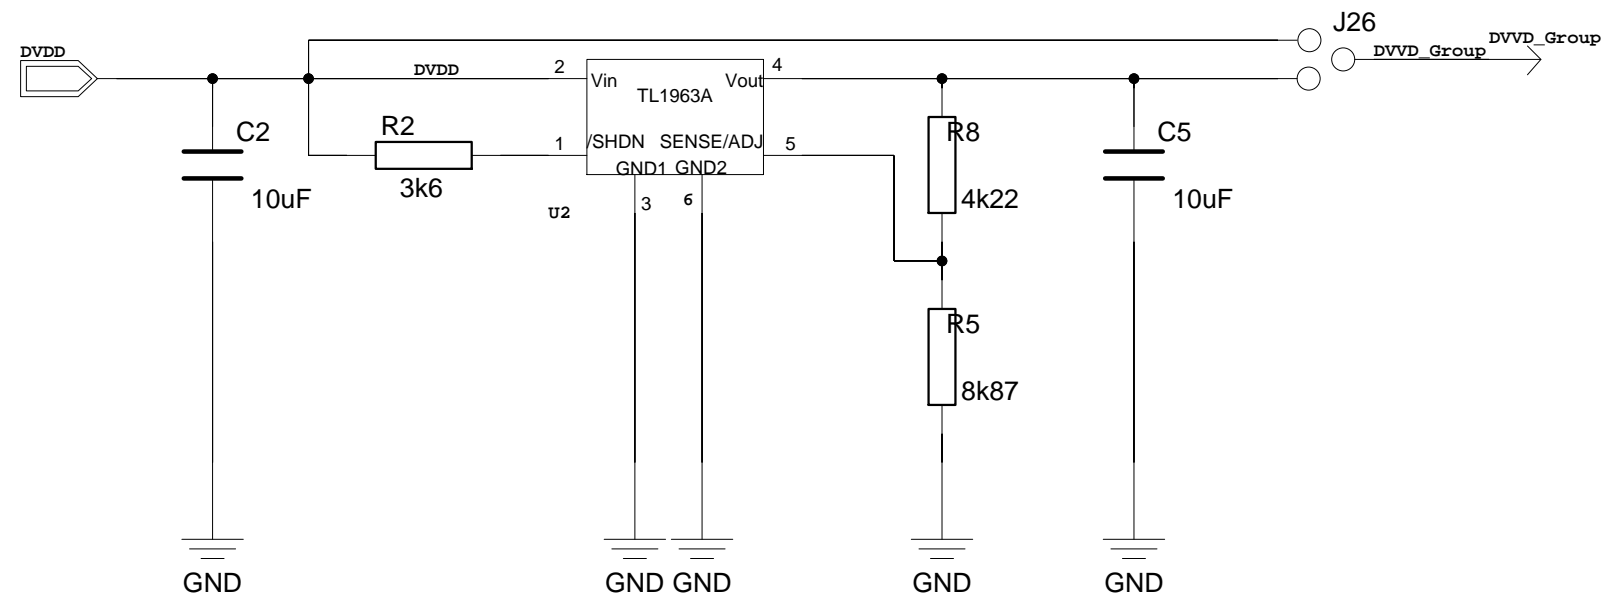 J26
DVVD_Group
DVVD_Group
DVDD
DVDD
2
4
Vin
Vout
TL1963A
C2
R2
1
/SHDN
SENSE/ADJ
5
R8
C5
GND1
GND2
3k6
10uF
U2
3
6
4k22
10uF
R5
8k87
GND
GND
GND
GND
GND